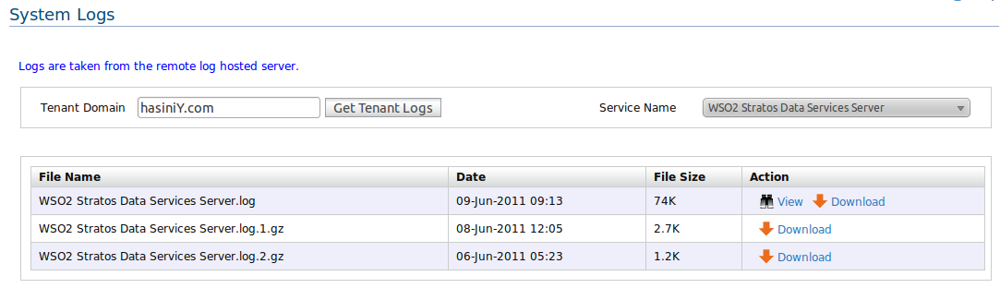 System Logs
Logs are taken from the remote log hosted server.
Tenant Domain hasiniY.com Get Tenant Logs Service Name WSO2 Stratos Data Services Server
File Name Date File Size Action
WSO2 Stratos Data Services Server.log 09-Jun-2011 09:13 74K View Download
WSO2 Stratos Data Services Server.log.1.gz 08-Jun-2011 12:05 2.7K Download
WSO2 Stratos Data Services Server.log.2.gz 06-Jun-2011 05:23 1.2K Download